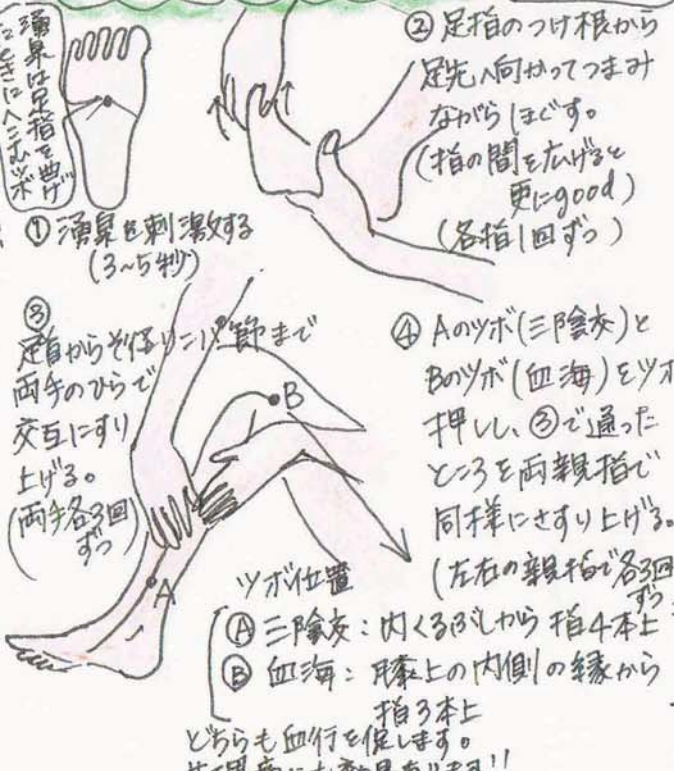 湧泉は足指を曲げ
たときにへこむツボ
① 湧泉を刺激する
(3~5秒)
② 足指のつけ根から
足先へ向かってつまみ
ながらほぐす。
(指の間を広げると
更にgood)
(各指1回ずつ)
③
足首からそ径リンパ節まで
両手のひらで
交互にすり
上げる。
(両手各3回
ずつ)
④ Aのツボ(三陰交)と
Bのツボ(血海)をツボ
押しし、③で通った
ところを両親指で
同様にさすり上げる。
(左右の親指で各3回
ずつ
B
A
ツボ位置
Ⓐ 三陰交:内くるぶしから指4本上
Ⓑ 血海:膝上の内側の縁から
指3本上
どちらも血行を促します。